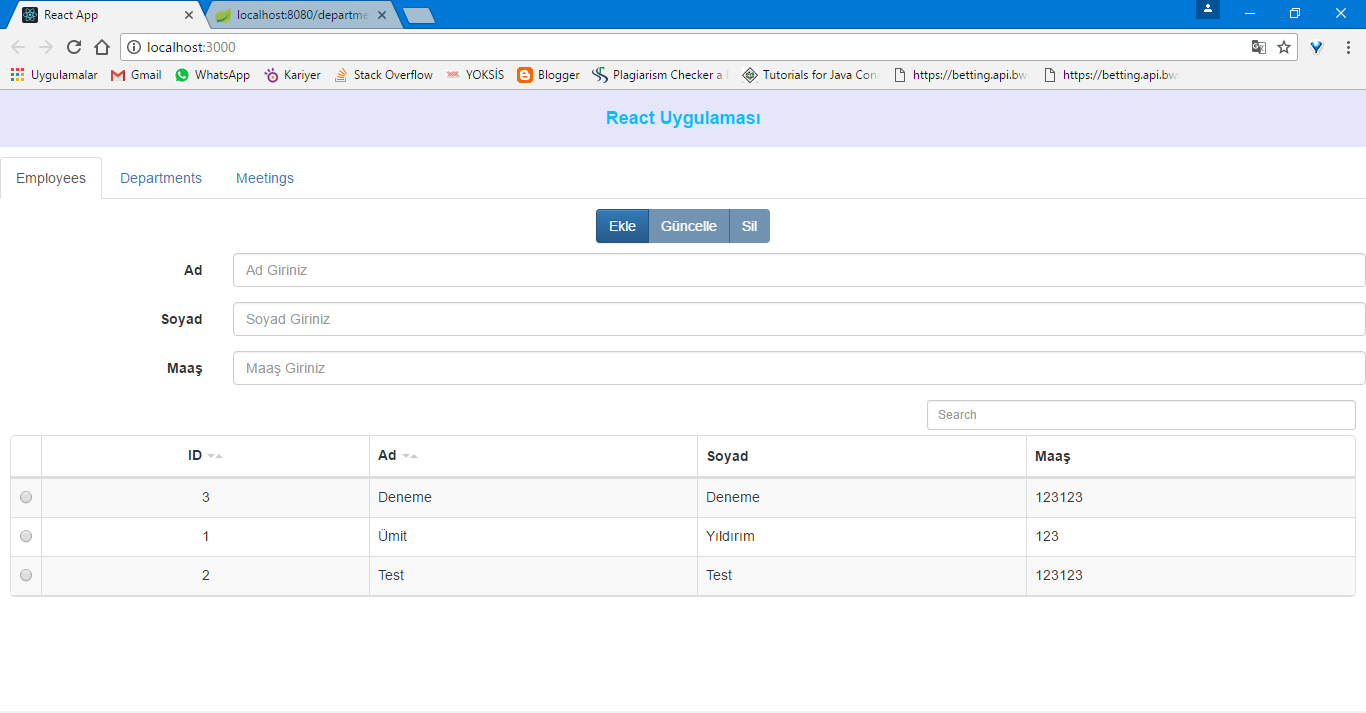 React App
localhost:8080/departme
localhost:3000
Uygulamalar Gmail WhatsApp Kariyer Stack Overflow YOKSİS Blogger Plagiarism Checker a Tutorials for Java Con https://betting.api.bw https://betting.api.bw
React Uygulaması
Employees Departments Meetings
Ekle Güncelle Sil
Ad Ad Giriniz
Soyad Soyad Giriniz
Maaş Maaş Giriniz
Search
ID Ad Soyad Maaş
3 Deneme Deneme 123123
1 Ümit Yıldırım 123
2 Test Test 123123